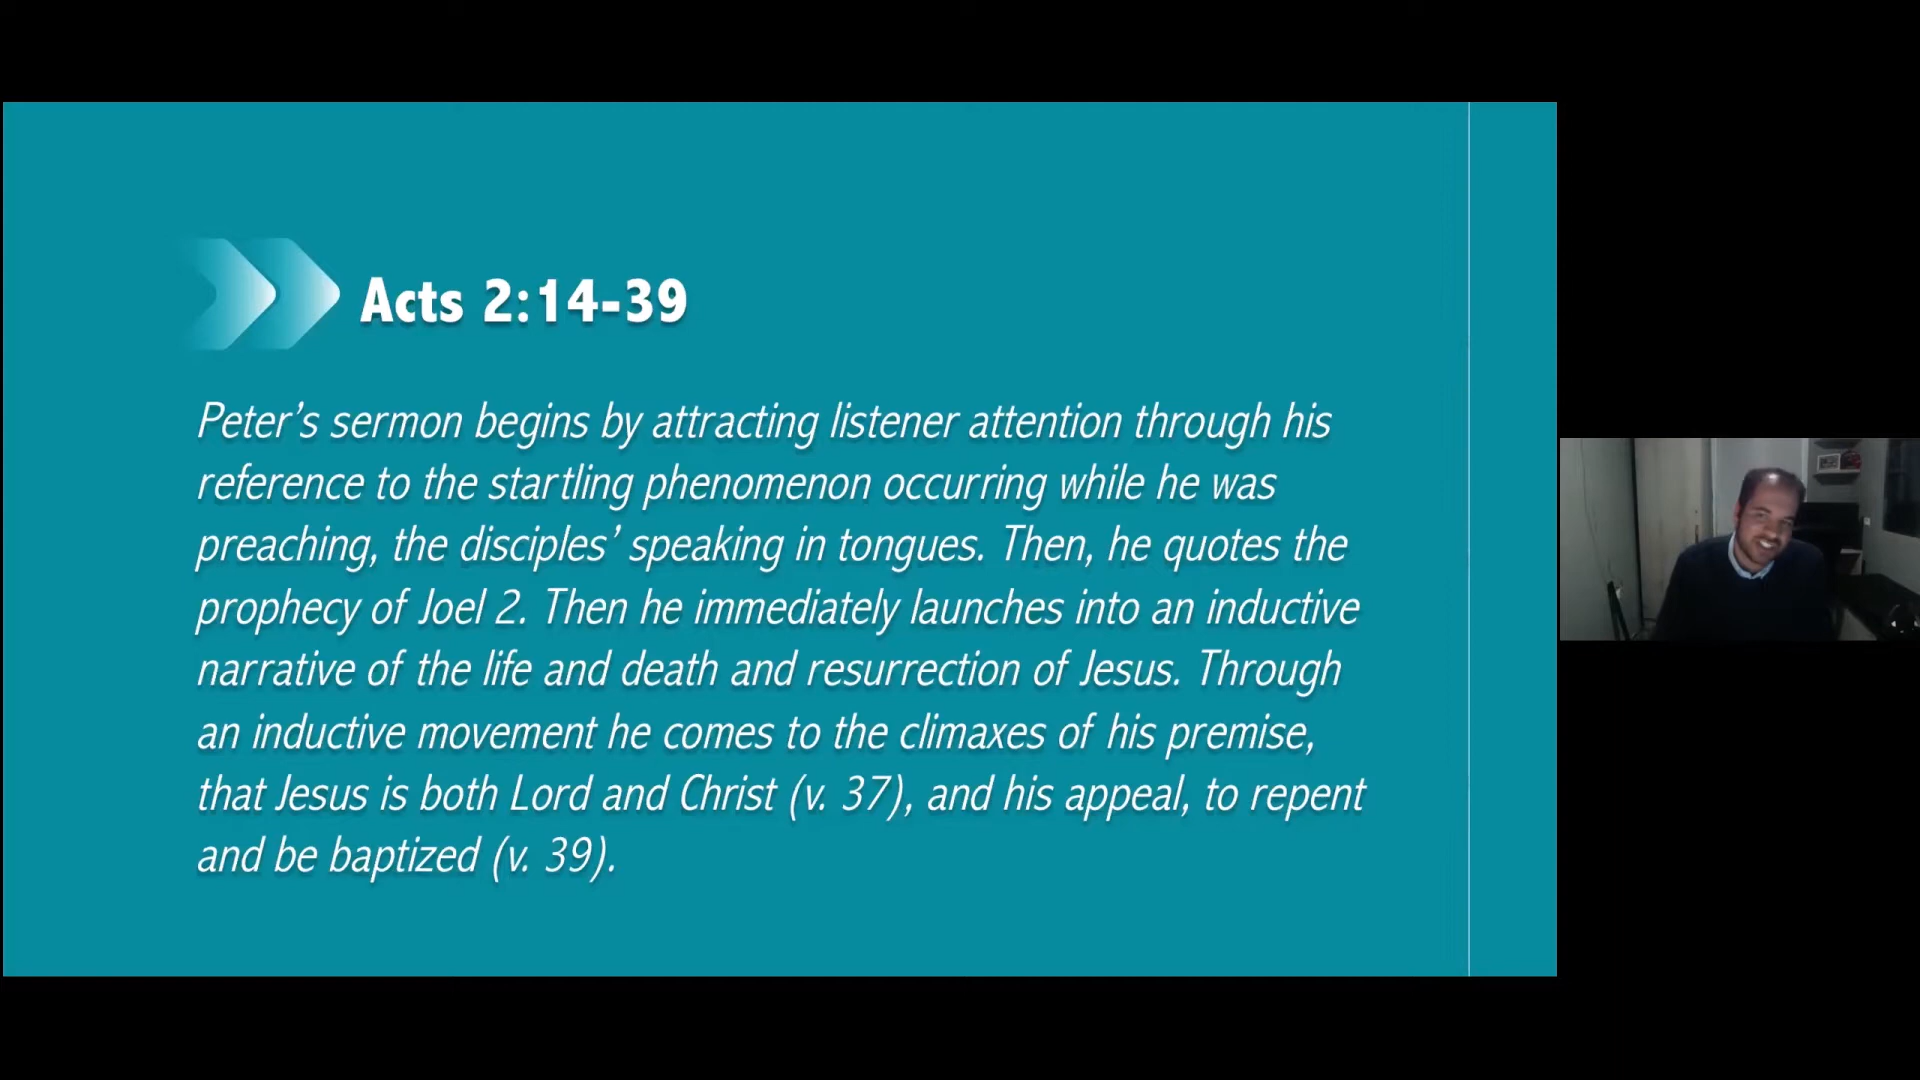 Acts 2:14-39
Peter’s sermon begins by attracting listener attention through his
reference to the startling phenomenon occurring while he was
preaching, the disciples’ speaking in tongues. Then, he quotes the
prophecy of Joel 2. Then he immediately launches into an inductive
narrative of the life and death and resurrection of Jesus. Through
an inductive movement he comes to the climaxes of his premise,
that Jesus is both Lord and Christ (v. 37), and his appeal, to repent
and be baptized (v. 39).